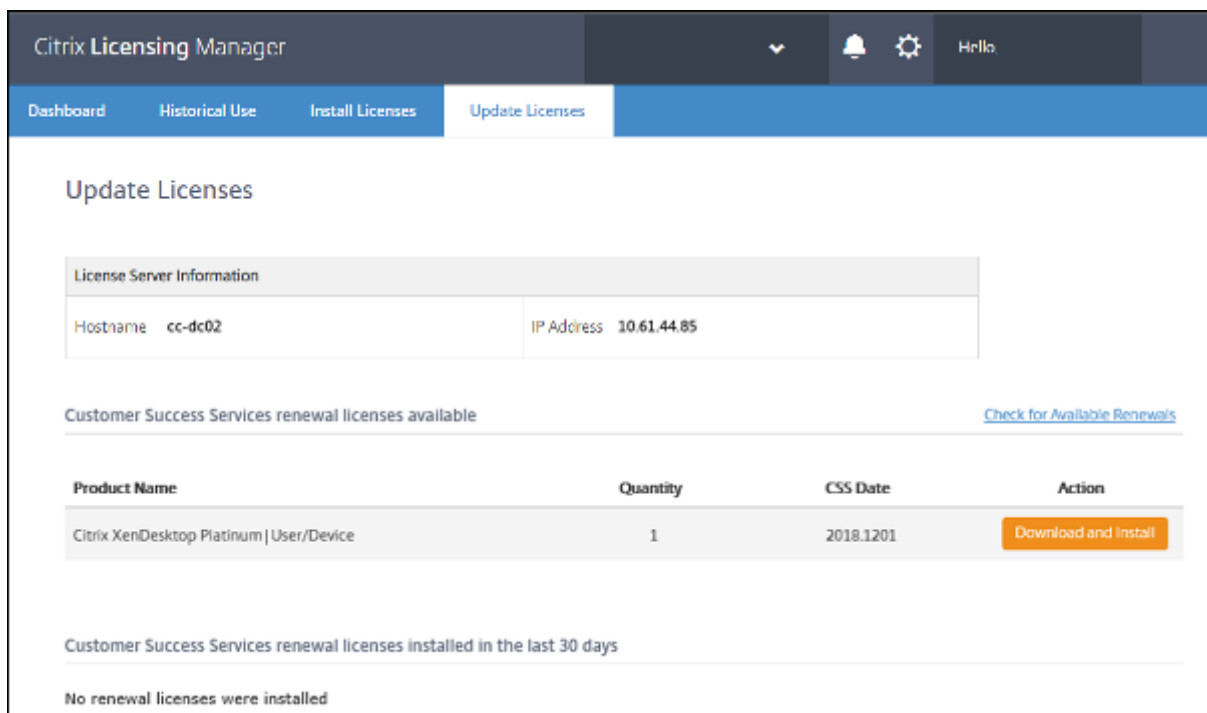 Citrix Licensing Manager
Hello,
Dashboard Historical Use Install Licenses Update Licenses
Update Licenses
License Server Information
Hostname cc-dc02 IP Address 10.61.44.85
Customer Success Services renewal licenses available Check for Available Renewals
Product Name Quantity CSS Date Action
Citrix XenDesktop Platinum|User/Device 1 2018.1201 Download and Install
Customer Success Services renewal licenses installed in the last 30 days
No renewal licenses were installed